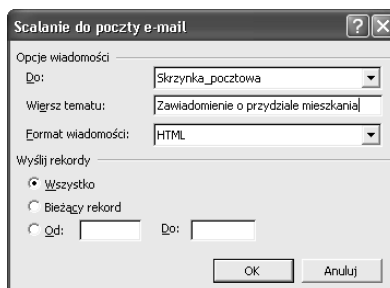 Scalanie do poczty e-mail
Opcje wiadomości
Do: Skrzynka_pocztowa
Wiersz tematu: Zawiadomienie o przydziale mieszkania
Format wiadomości: HTML
Wyślij rekordy
Wszystko
Bieżący rekord
Od: Do:
OK Anuluj